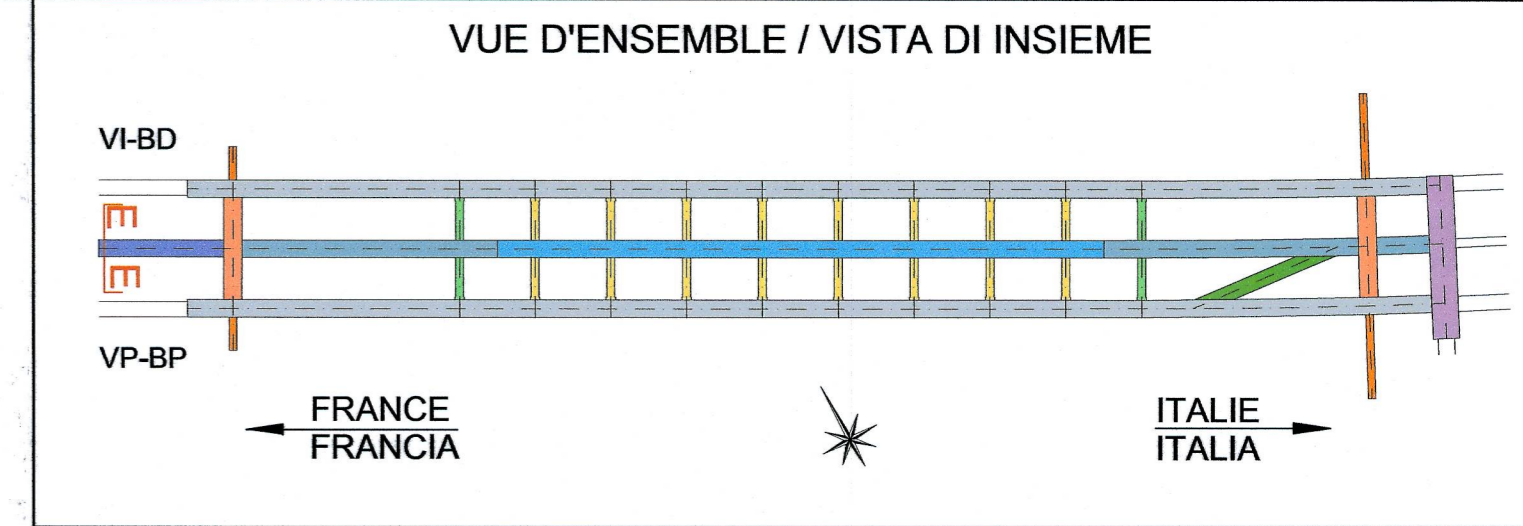 VUE D'ENSEMBLE / VISTA DI INSIEME
VI-BD
E
E
VP-BP
FRANCE
FRANCIA
ITALIE
ITALIA